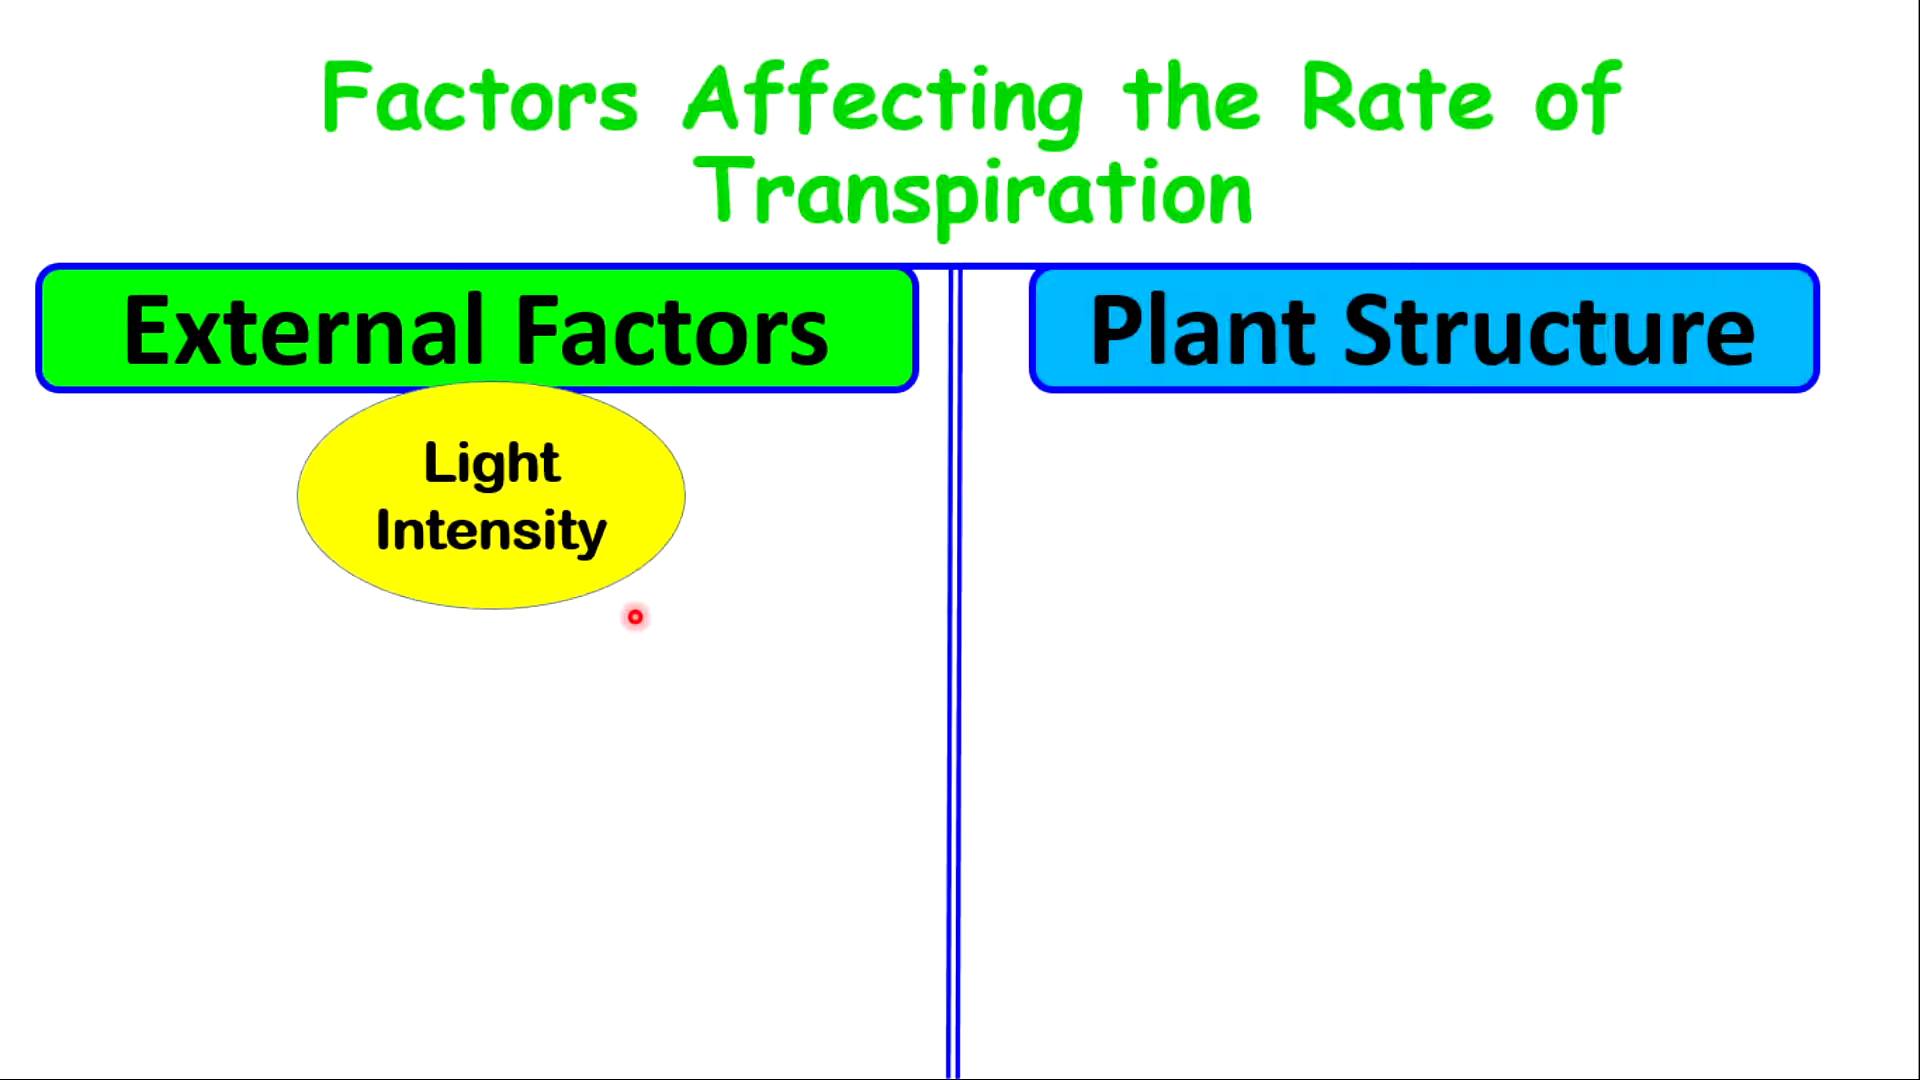 Factors Affecting the Rate of
Transpiration
External Factors
Plant Structure
Light
Intensity